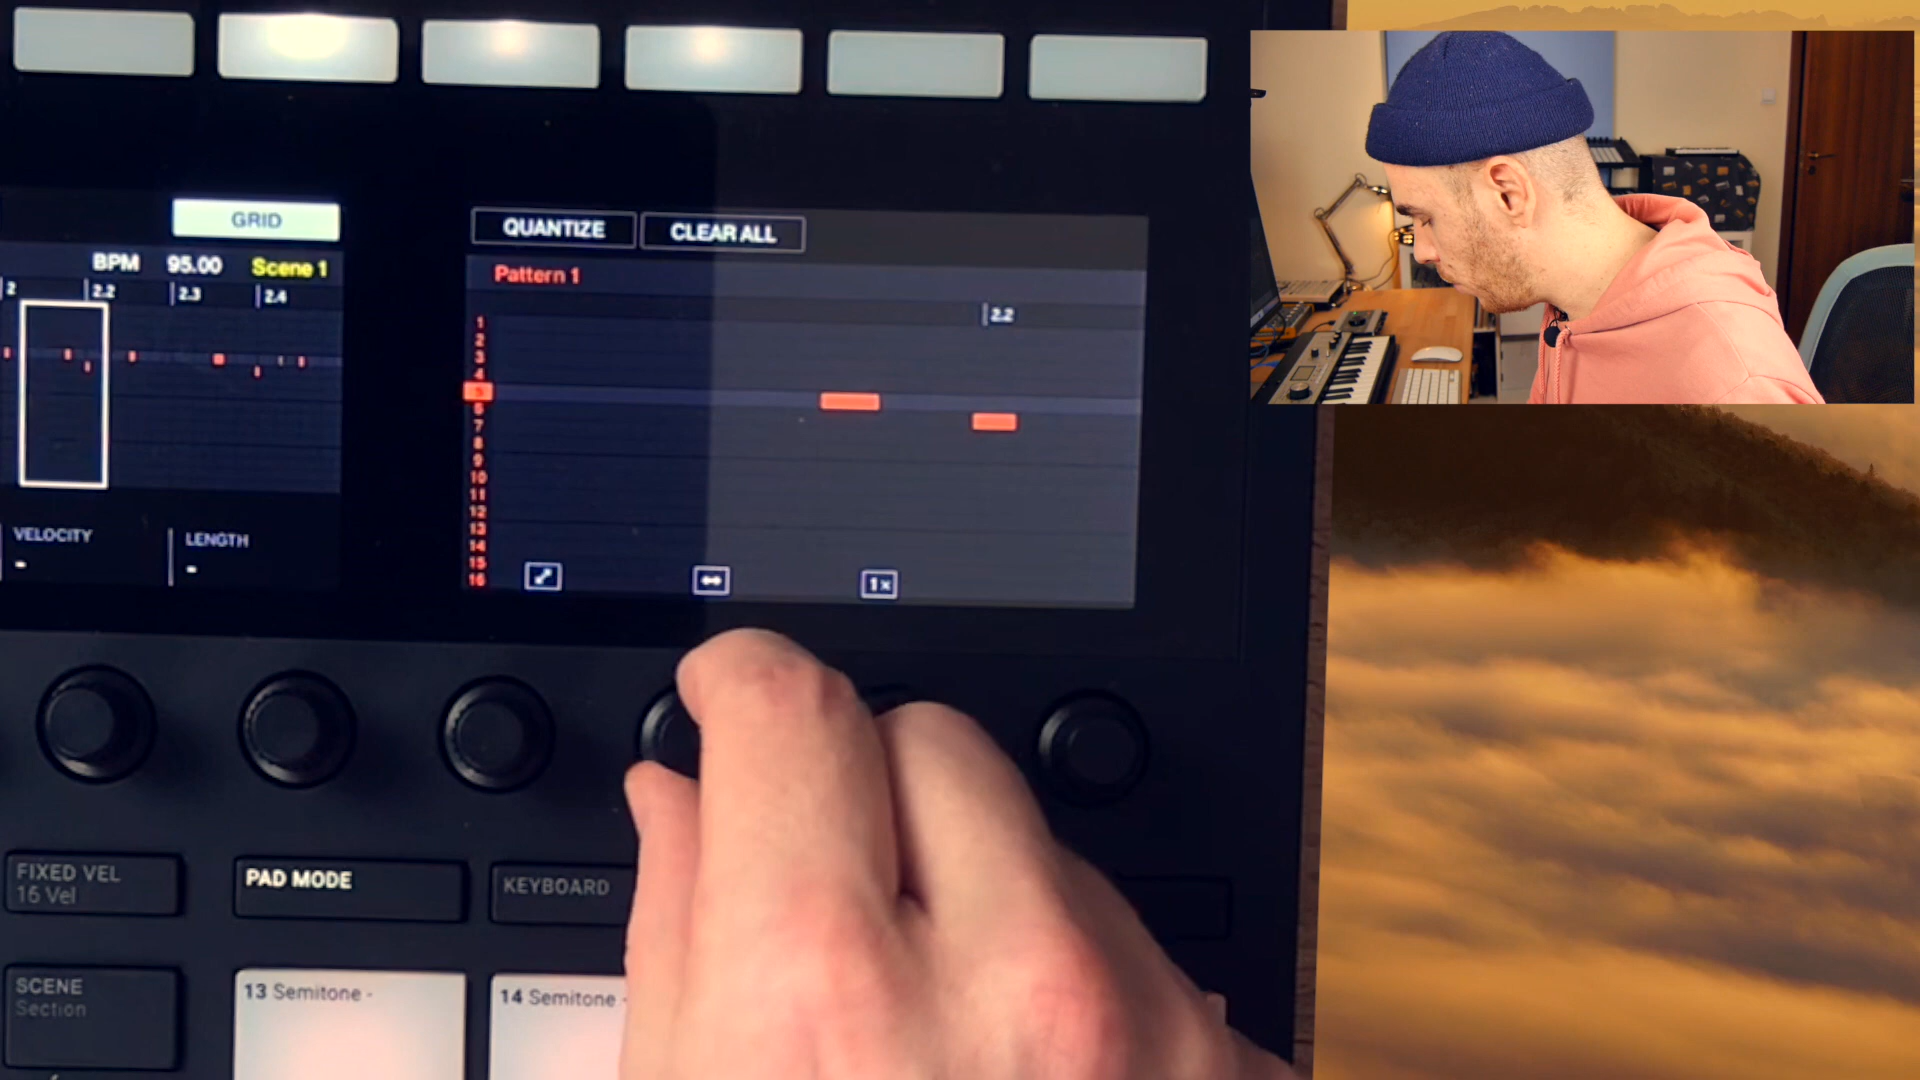 GRID
BPM 95.00 Scene 1
2 2.2 2.3 2.4
VELOCITY LENGTH
- -
QUANTIZE CLEAR ALL
Pattern 1
2.2
1
2
3
4
5
6
7
8
9
10
11
12
13
14
15
16
1x
FIXED VEL
16 Vel
PAD MODE
KEYBOARD
SCENE
Section
13 Semitone -
14 Semitone -